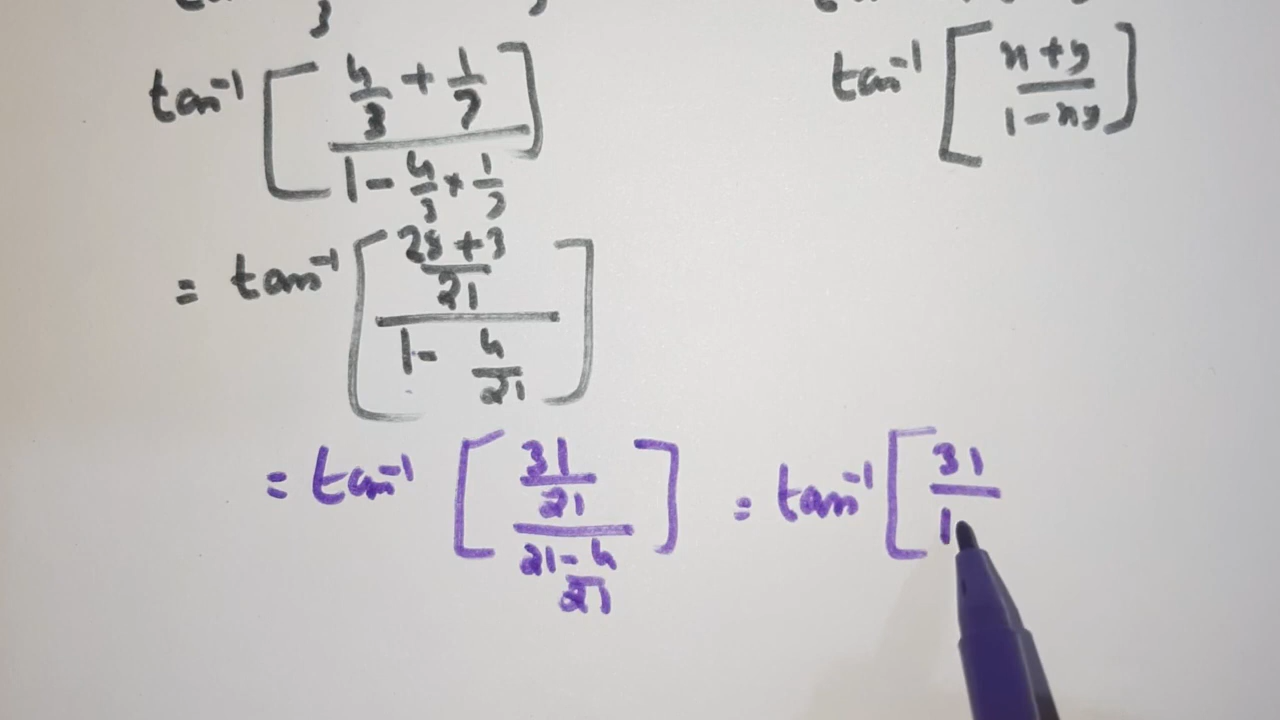 tan⁻¹ [ (4/3 + 1/7) / (1 - 4/3 × 1/7) ]
tan⁻¹ [ (x + y) / (1 - xy) ]
= tan⁻¹ [ ((28 + 3)/21) / (1 - 4/21) ]
= tan⁻¹ [ (31/21) / ((21 - 4)/21) ] = tan⁻¹ [ 31 / 1